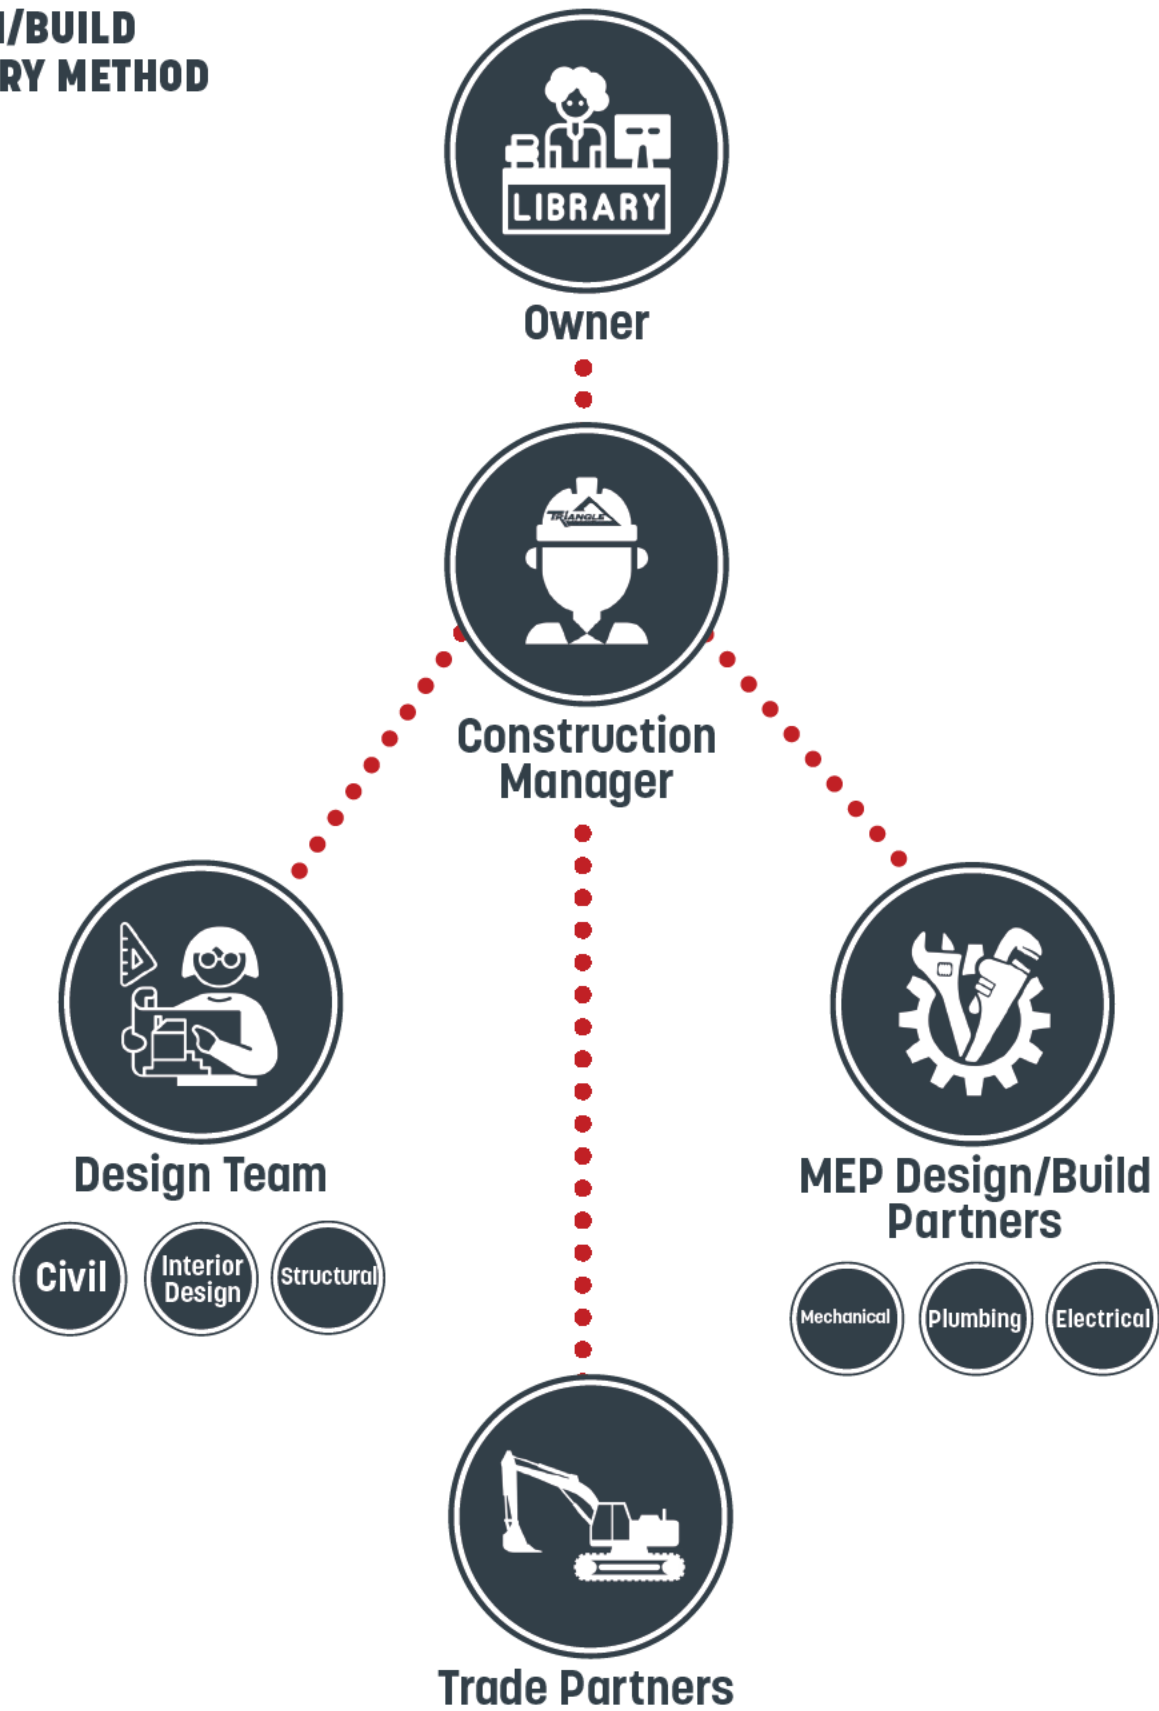 /BUILD
RY METHOD
LIBRARY
Owner
TRIANGLE
Construction
Manager
Design Team
Civil
Interior
Design
Structural
MEP Design/Build
Partners
Mechanical
Plumbing
Electrical
Trade Partners